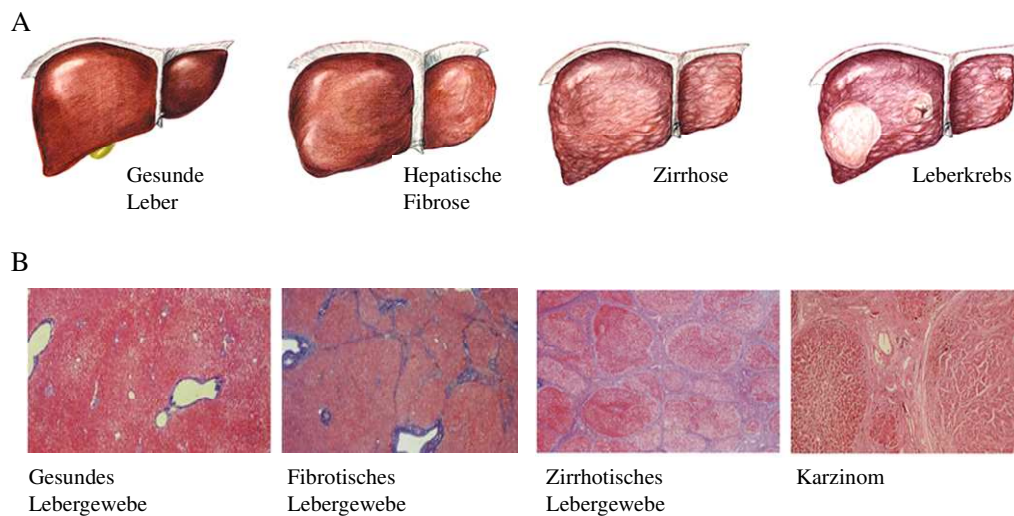 A
Gesunde
Leber
Hepatische
Fibrose
Zirrhose
Leberkrebs
B
Gesundes
Lebergewebe
Fibrotisches
Lebergewebe
Zirrhotisches
Lebergewebe
Karzinom